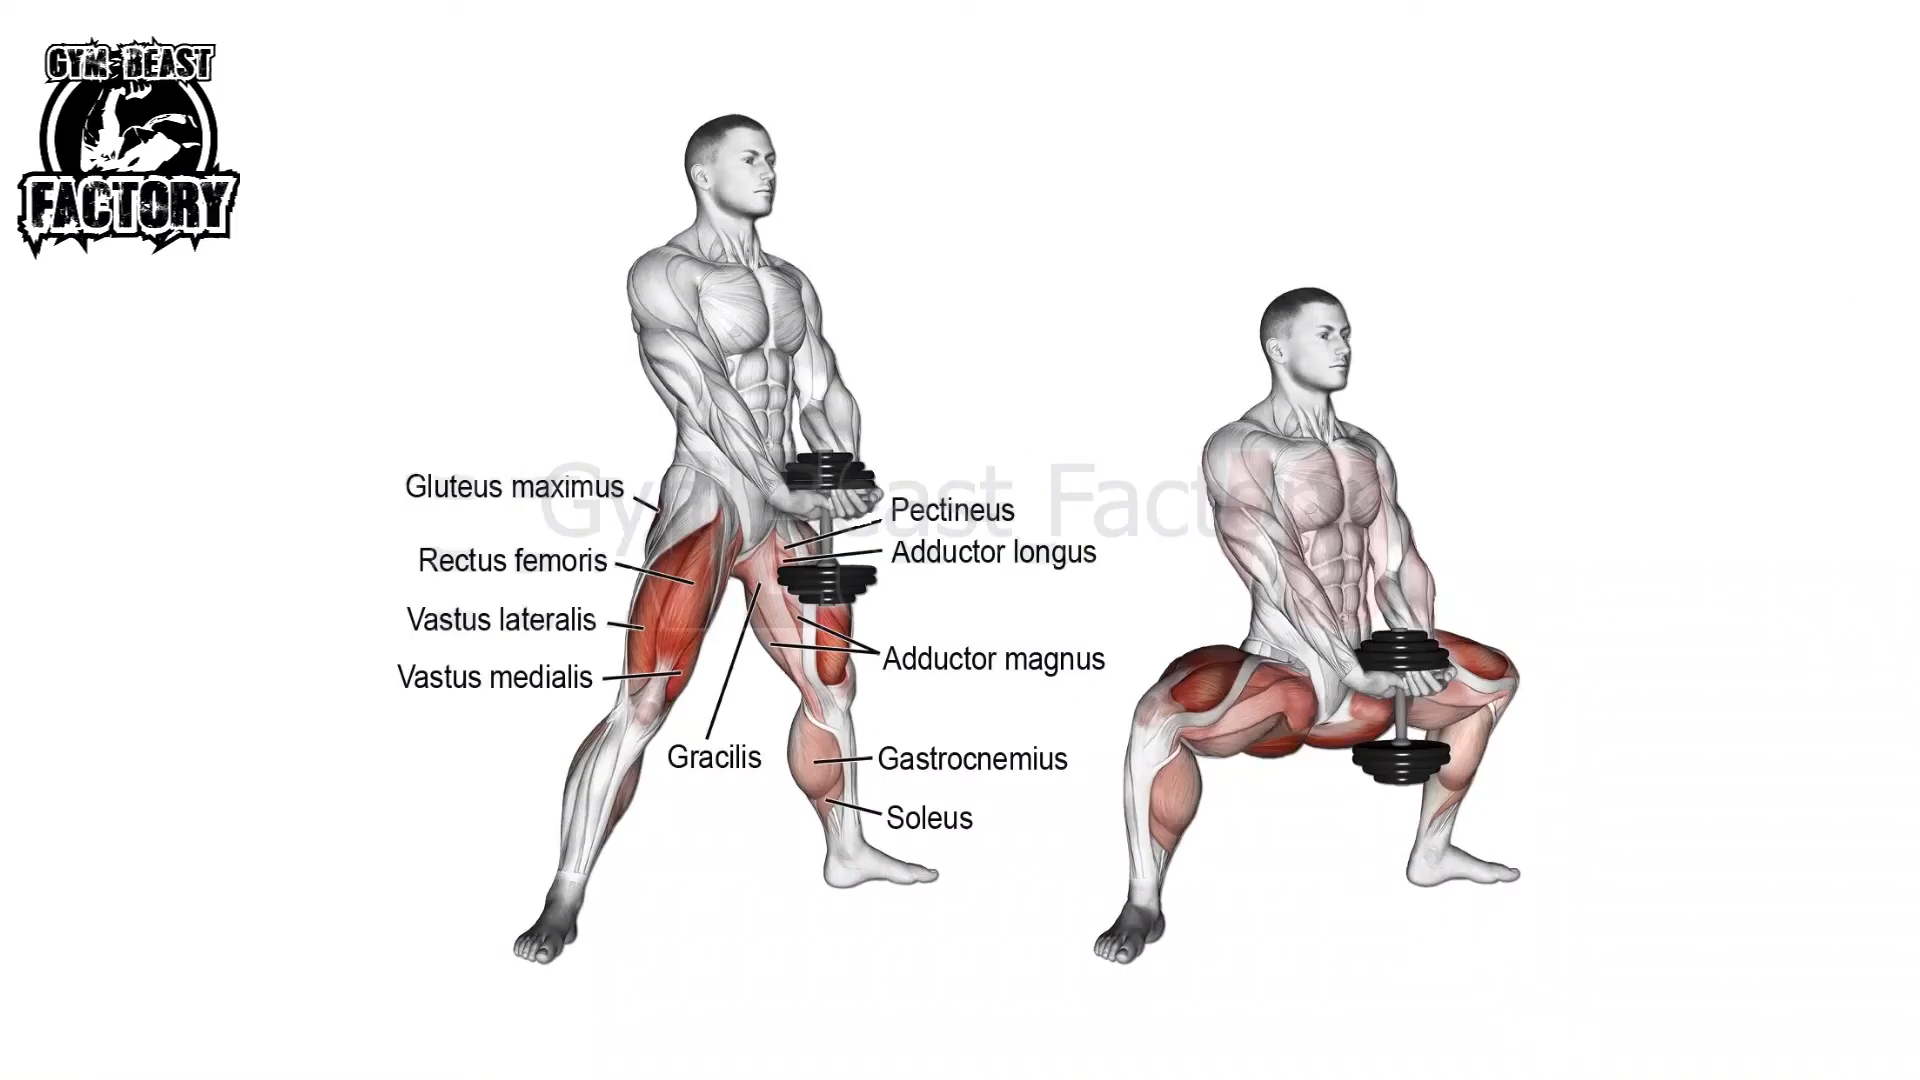 GYM BEAST
FACTORY
Gym_Beast_Factory
Gluteus maximus
Rectus femoris
Vastus lateralis
Vastus medialis
Pectineus
Adductor longus
Adductor magnus
Gracilis
Gastrocnemius
Soleus